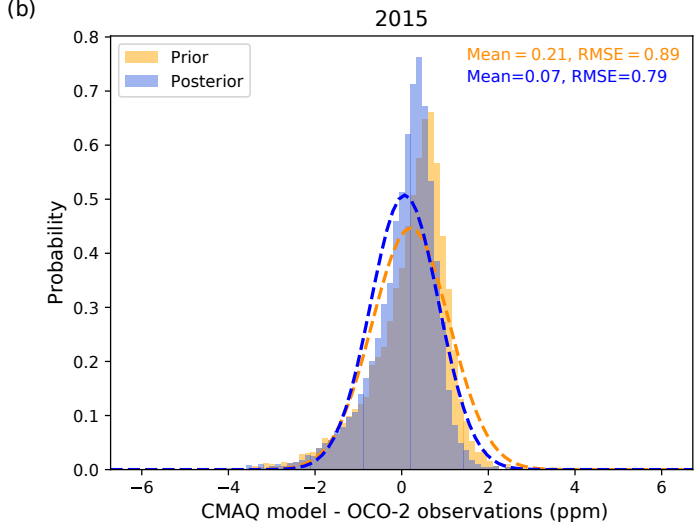 (b)
2015
Prior
Posterior
Mean = 0.21, RMSE = 0.89
Mean=0.07, RMSE=0.79
Probability
0.8
0.7
0.6
0.5
0.4
0.3
0.2
0.1
0.0
−6 −4 −2 0 2 4 6
CMAQ model - OCO-2 observations (ppm)